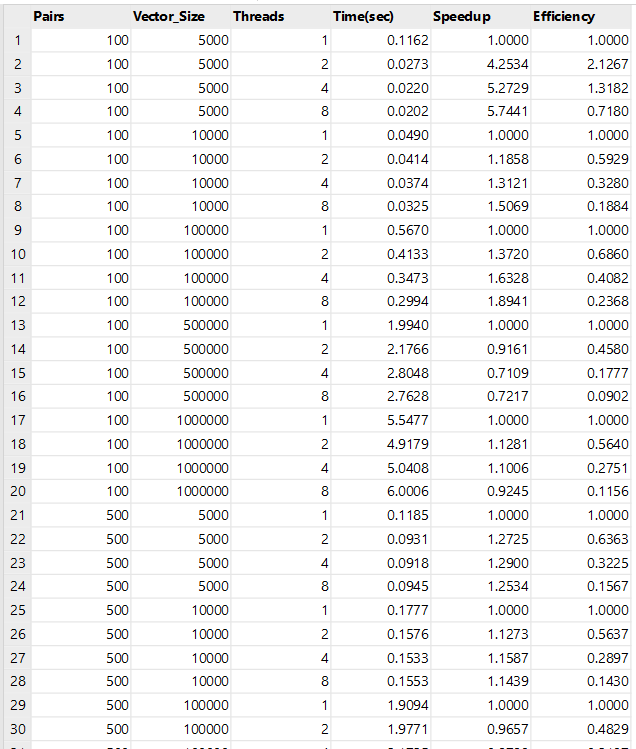 Pairs Vector_Size Threads Time(sec) Speedup Efficiency
1 100 5000 1 0.1162 1.0000 1.0000
2 100 5000 2 0.0273 4.2534 2.1267
3 100 5000 4 0.0220 5.2729 1.3182
4 100 5000 8 0.0202 5.7441 0.7180
5 100 10000 1 0.0490 1.0000 1.0000
6 100 10000 2 0.0414 1.1858 0.5929
7 100 10000 4 0.0374 1.3121 0.3280
8 100 10000 8 0.0325 1.5069 0.1884
9 100 100000 1 0.5670 1.0000 1.0000
10 100 100000 2 0.4133 1.3720 0.6860
11 100 100000 4 0.3473 1.6328 0.4082
12 100 100000 8 0.2994 1.8941 0.2368
13 100 500000 1 1.9940 1.0000 1.0000
14 100 500000 2 2.1766 0.9161 0.4580
15 100 500000 4 2.8048 0.7109 0.1777
16 100 500000 8 2.7628 0.7217 0.0902
17 100 1000000 1 5.5477 1.0000 1.0000
18 100 1000000 2 4.9179 1.1281 0.5640
19 100 1000000 4 5.0408 1.1006 0.2751
20 100 1000000 8 6.0006 0.9245 0.1156
21 500 5000 1 0.1185 1.0000 1.0000
22 500 5000 2 0.0931 1.2725 0.6363
23 500 5000 4 0.0918 1.2900 0.3225
24 500 5000 8 0.0945 1.2534 0.1567
25 500 10000 1 0.1777 1.0000 1.0000
26 500 10000 2 0.1576 1.1273 0.5637
27 500 10000 4 0.1533 1.1587 0.2897
28 500 10000 8 0.1553 1.1439 0.1430
29 500 100000 1 1.9094 1.0000 1.0000
30 500 100000 2 1.9771 0.9657 0.4829